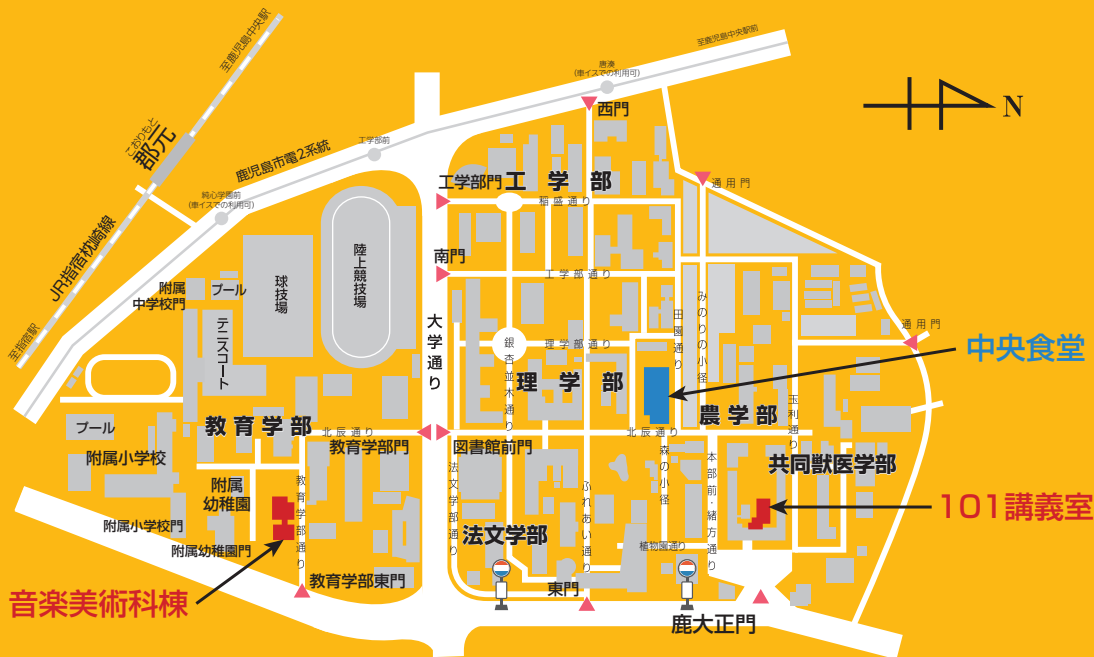 至鹿児島中央駅
こおりもと
郡元
JR指宿枕崎線
至指宿駅
至鹿児島中央駅前
唐湊
(車イスでの利用可)
工学部前
鹿児島市電2系統
純心学園前
(車イスでの利用可)
N
西門
通用門
工学部門
工学部
稲盛通り
南門
工学部通り
陸上競技場
球技場
プール
附属
中学校門
テニスコート
大学通り
銀杏並木通り
理学部通り
理学部
田園通り
みのりの小径
通用門
中央食堂
農学部
玉利通り
教育学部
北辰通り
教育学部門
図書館前門
北辰通り
プール
附属小学校
附属
幼稚園
教育学部通り
法文学部通り
ふれあい通り
森の小径
本部前・緒方通り
共同獣医学部
101講義室
附属小学校門
附属幼稚園門
法文学部
植物園通り
音楽美術科棟
教育学部東門
東門
鹿大正門